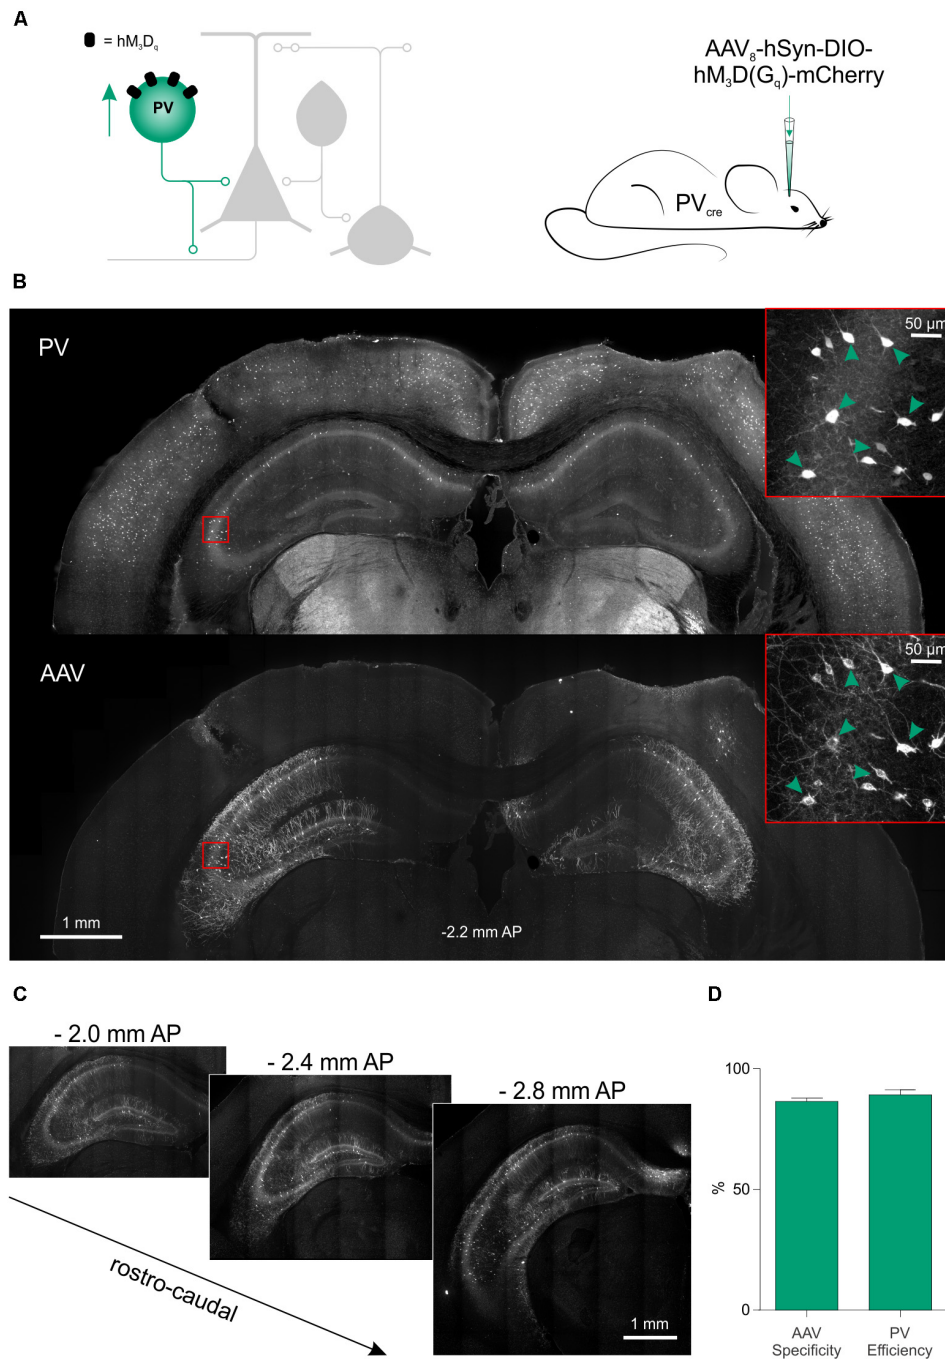 A
= hM₃Dq
PV
AAV₈-hSyn-DIO-
hM₃D(Gq)-mCherry
PVcre
B
PV
50 µm
AAV
50 µm
1 mm
-2.2 mm AP
C
- 2.0 mm AP
- 2.4 mm AP
- 2.8 mm AP
rostro-caudal
1 mm
D
100
50
0
%
AAV
Specificity
PV
Efficiency